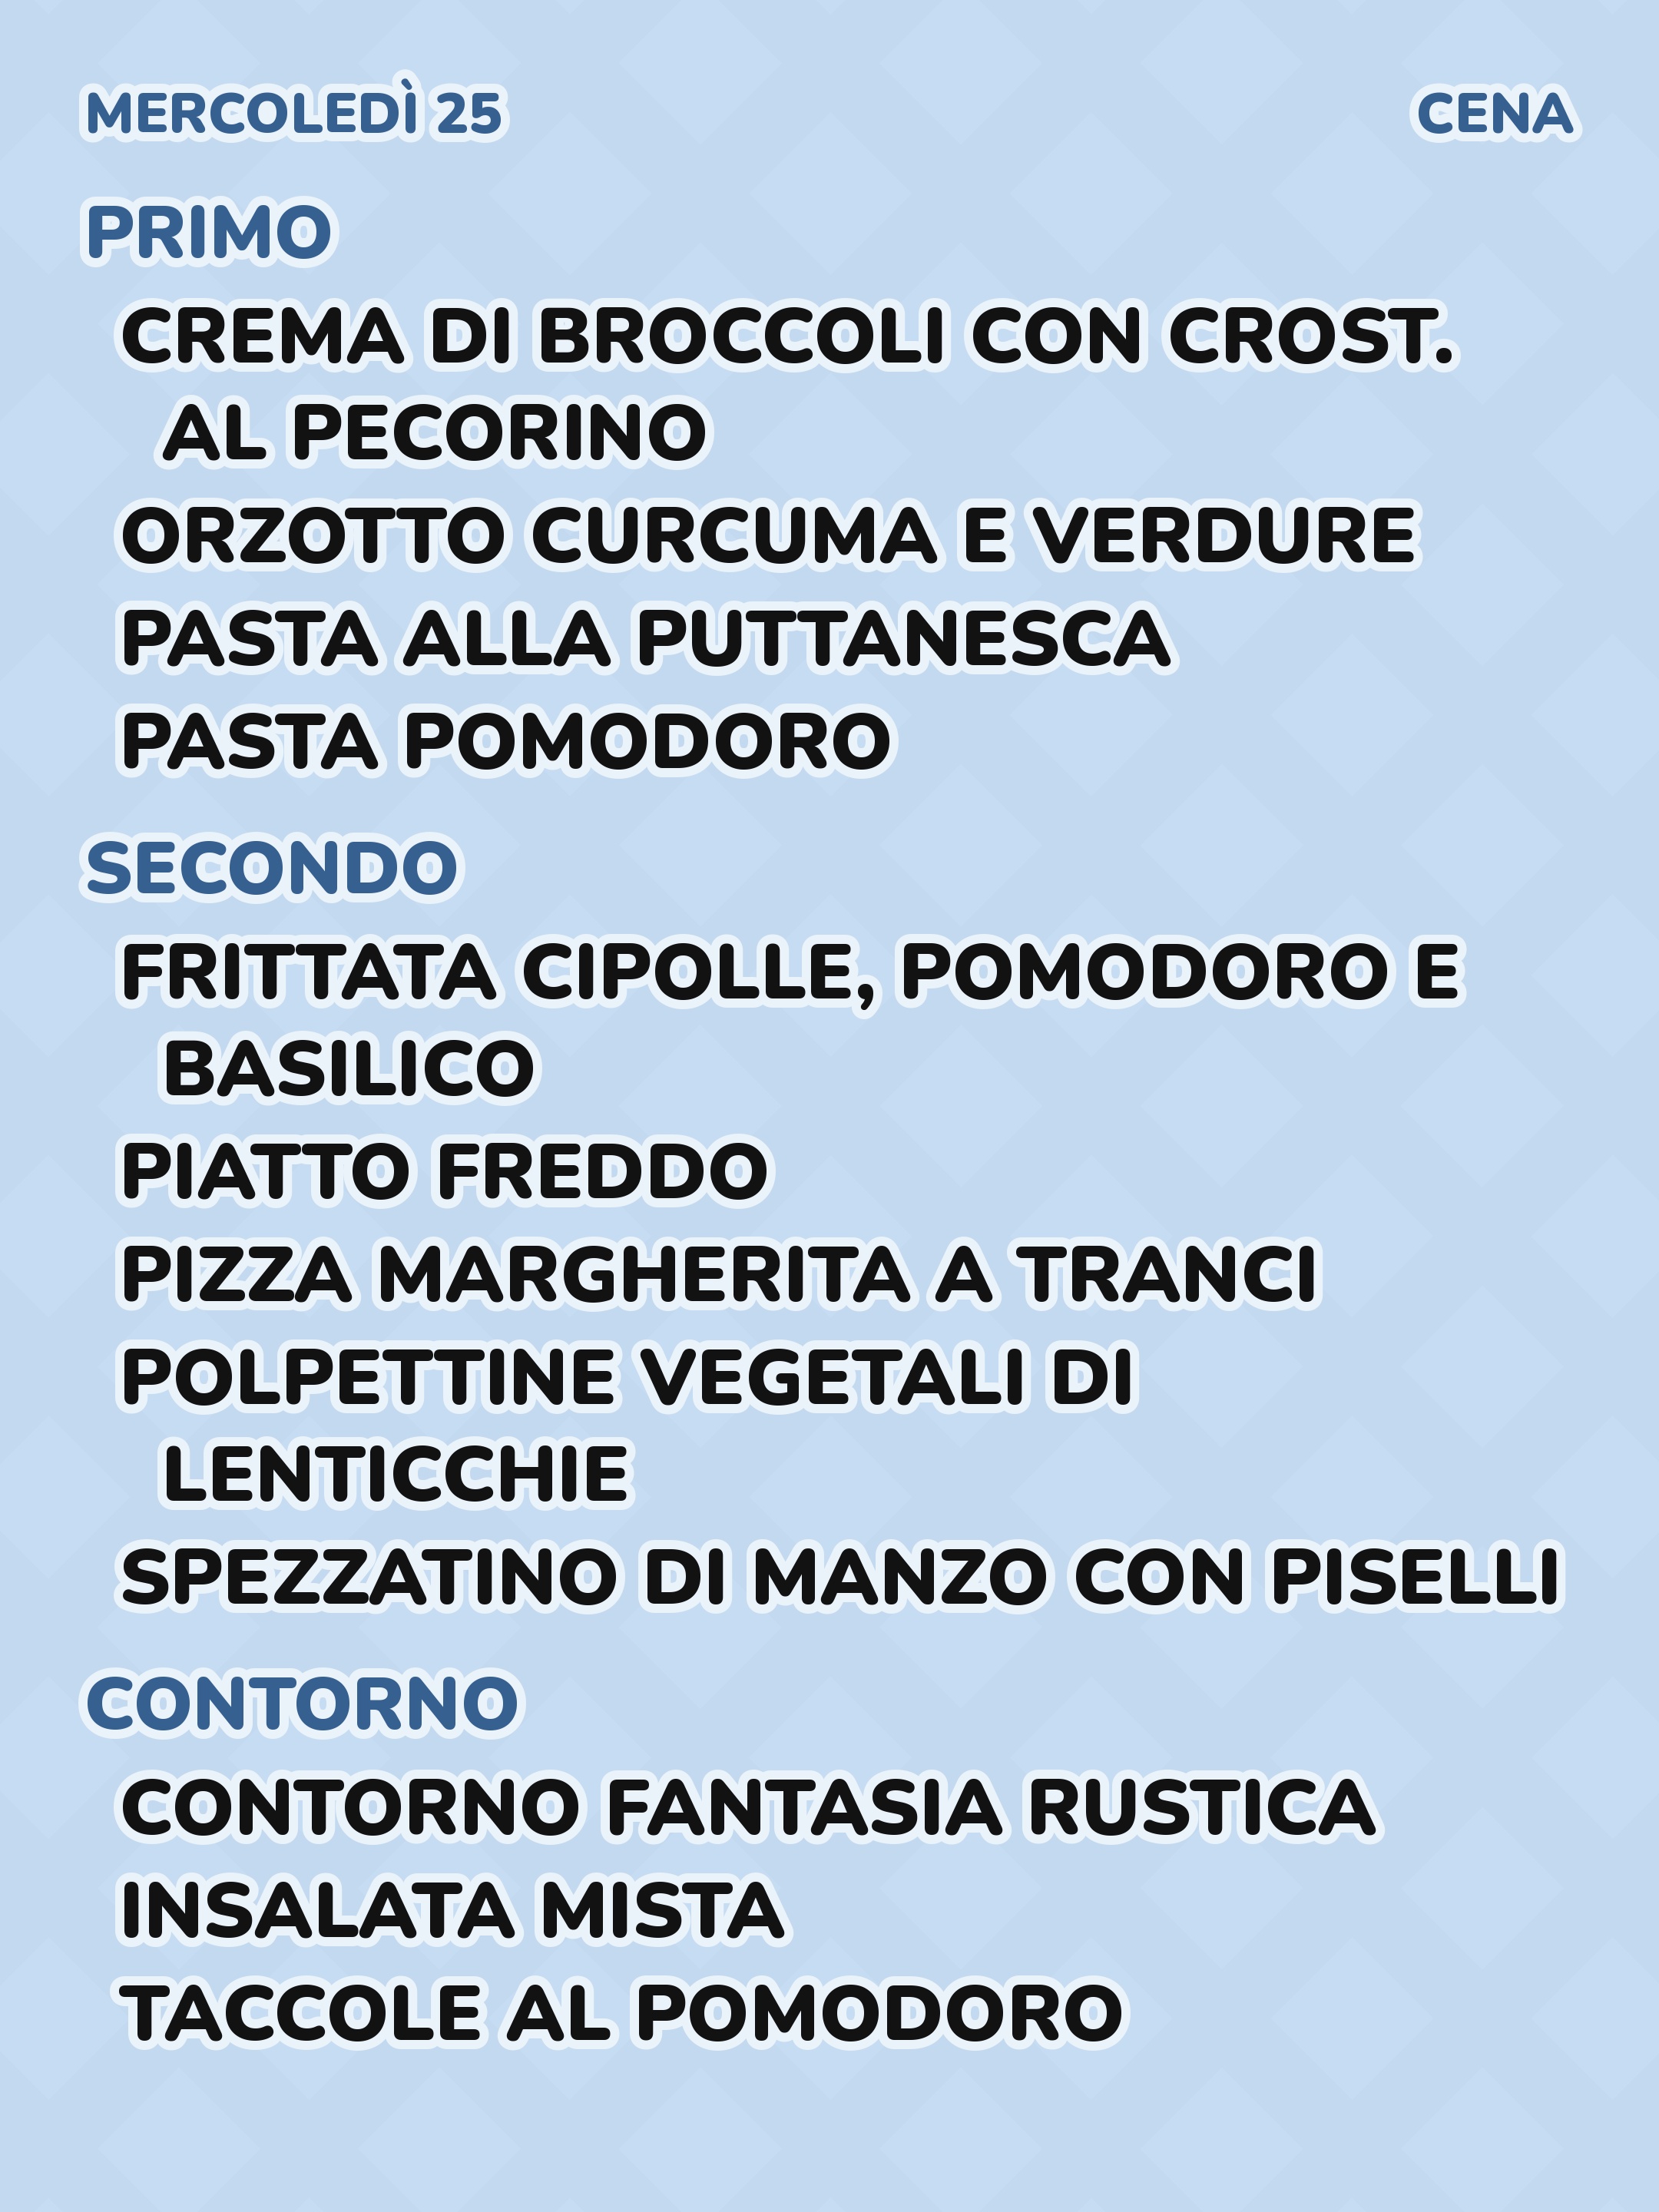 MERCOLEDÌ 25 CENA
PRIMO
CREMA DI BROCCOLI CON CROST.
AL PECORINO
ORZOTTO CURCUMA E VERDURE
PASTA ALLA PUTTANESCA
PASTA POMODORO
SECONDO
FRITTATA CIPOLLE, POMODORO E
BASILICO
PIATTO FREDDO
PIZZA MARGHERITA A TRANCI
POLPETTINE VEGETALI DI
LENTICCHIE
SPEZZATINO DI MANZO CON PISELLI
CONTORNO
CONTORNO FANTASIA RUSTICA
INSALATA MISTA
TACCOLE AL POMODORO